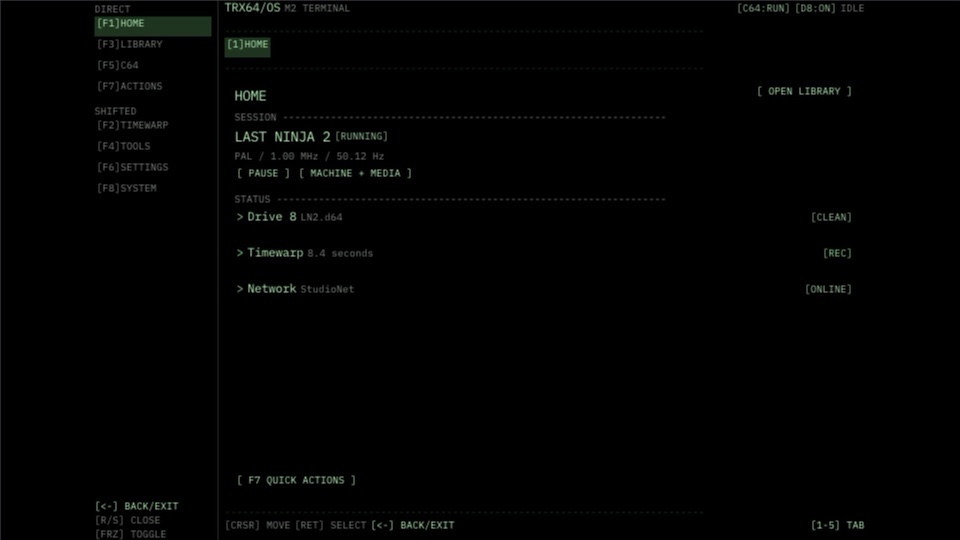 DIRECT
[F1]HOME
[F3]LIBRARY
[F5]C64
[F7]ACTIONS
SHIFTED
[F2]TIMEWARP
[F4]TOOLS
[F6]SETTINGS
[F8]SYSTEM
[<-] BACK/EXIT
[R/S] CLOSE
[FRZ] TOGGLE
TRX64/OS M2 TERMINAL [C64:RUN] [D8:ON] IDLE
[1]HOME
HOME [ OPEN LIBRARY ]
SESSION
LAST NINJA 2 [RUNNING]
PAL / 1.00 MHz / 50.12 Hz
[ PAUSE ] [ MACHINE + MEDIA ]
STATUS
> Drive 8 LN2.d64 [CLEAN]
> Timewarp 8.4 seconds [REC]
> Network StudioNet [ONLINE]
[ F7 QUICK ACTIONS ]
[CRSR] MOVE [RET] SELECT [<-] BACK/EXIT [1-5] TAB